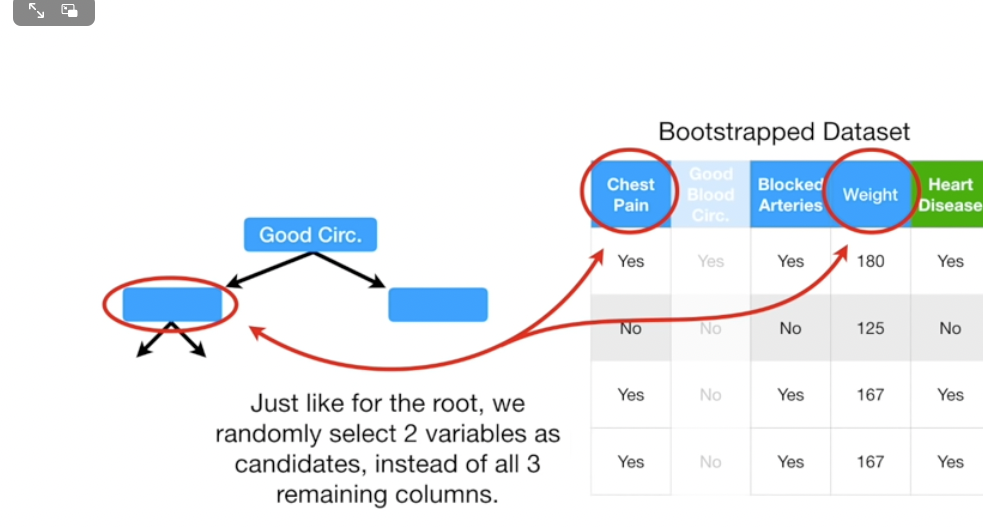 Bootstrapped Dataset
Chest Pain
Good Blood Circ.
Blocked Arteries
Weight
Heart Disease
Yes Yes Yes 180 Yes
No No No 125 No
Yes No Yes 167 Yes
Yes No Yes 167 Yes
Good Circ.
Just like for the root, we
randomly select 2 variables as
candidates, instead of all 3
remaining columns.